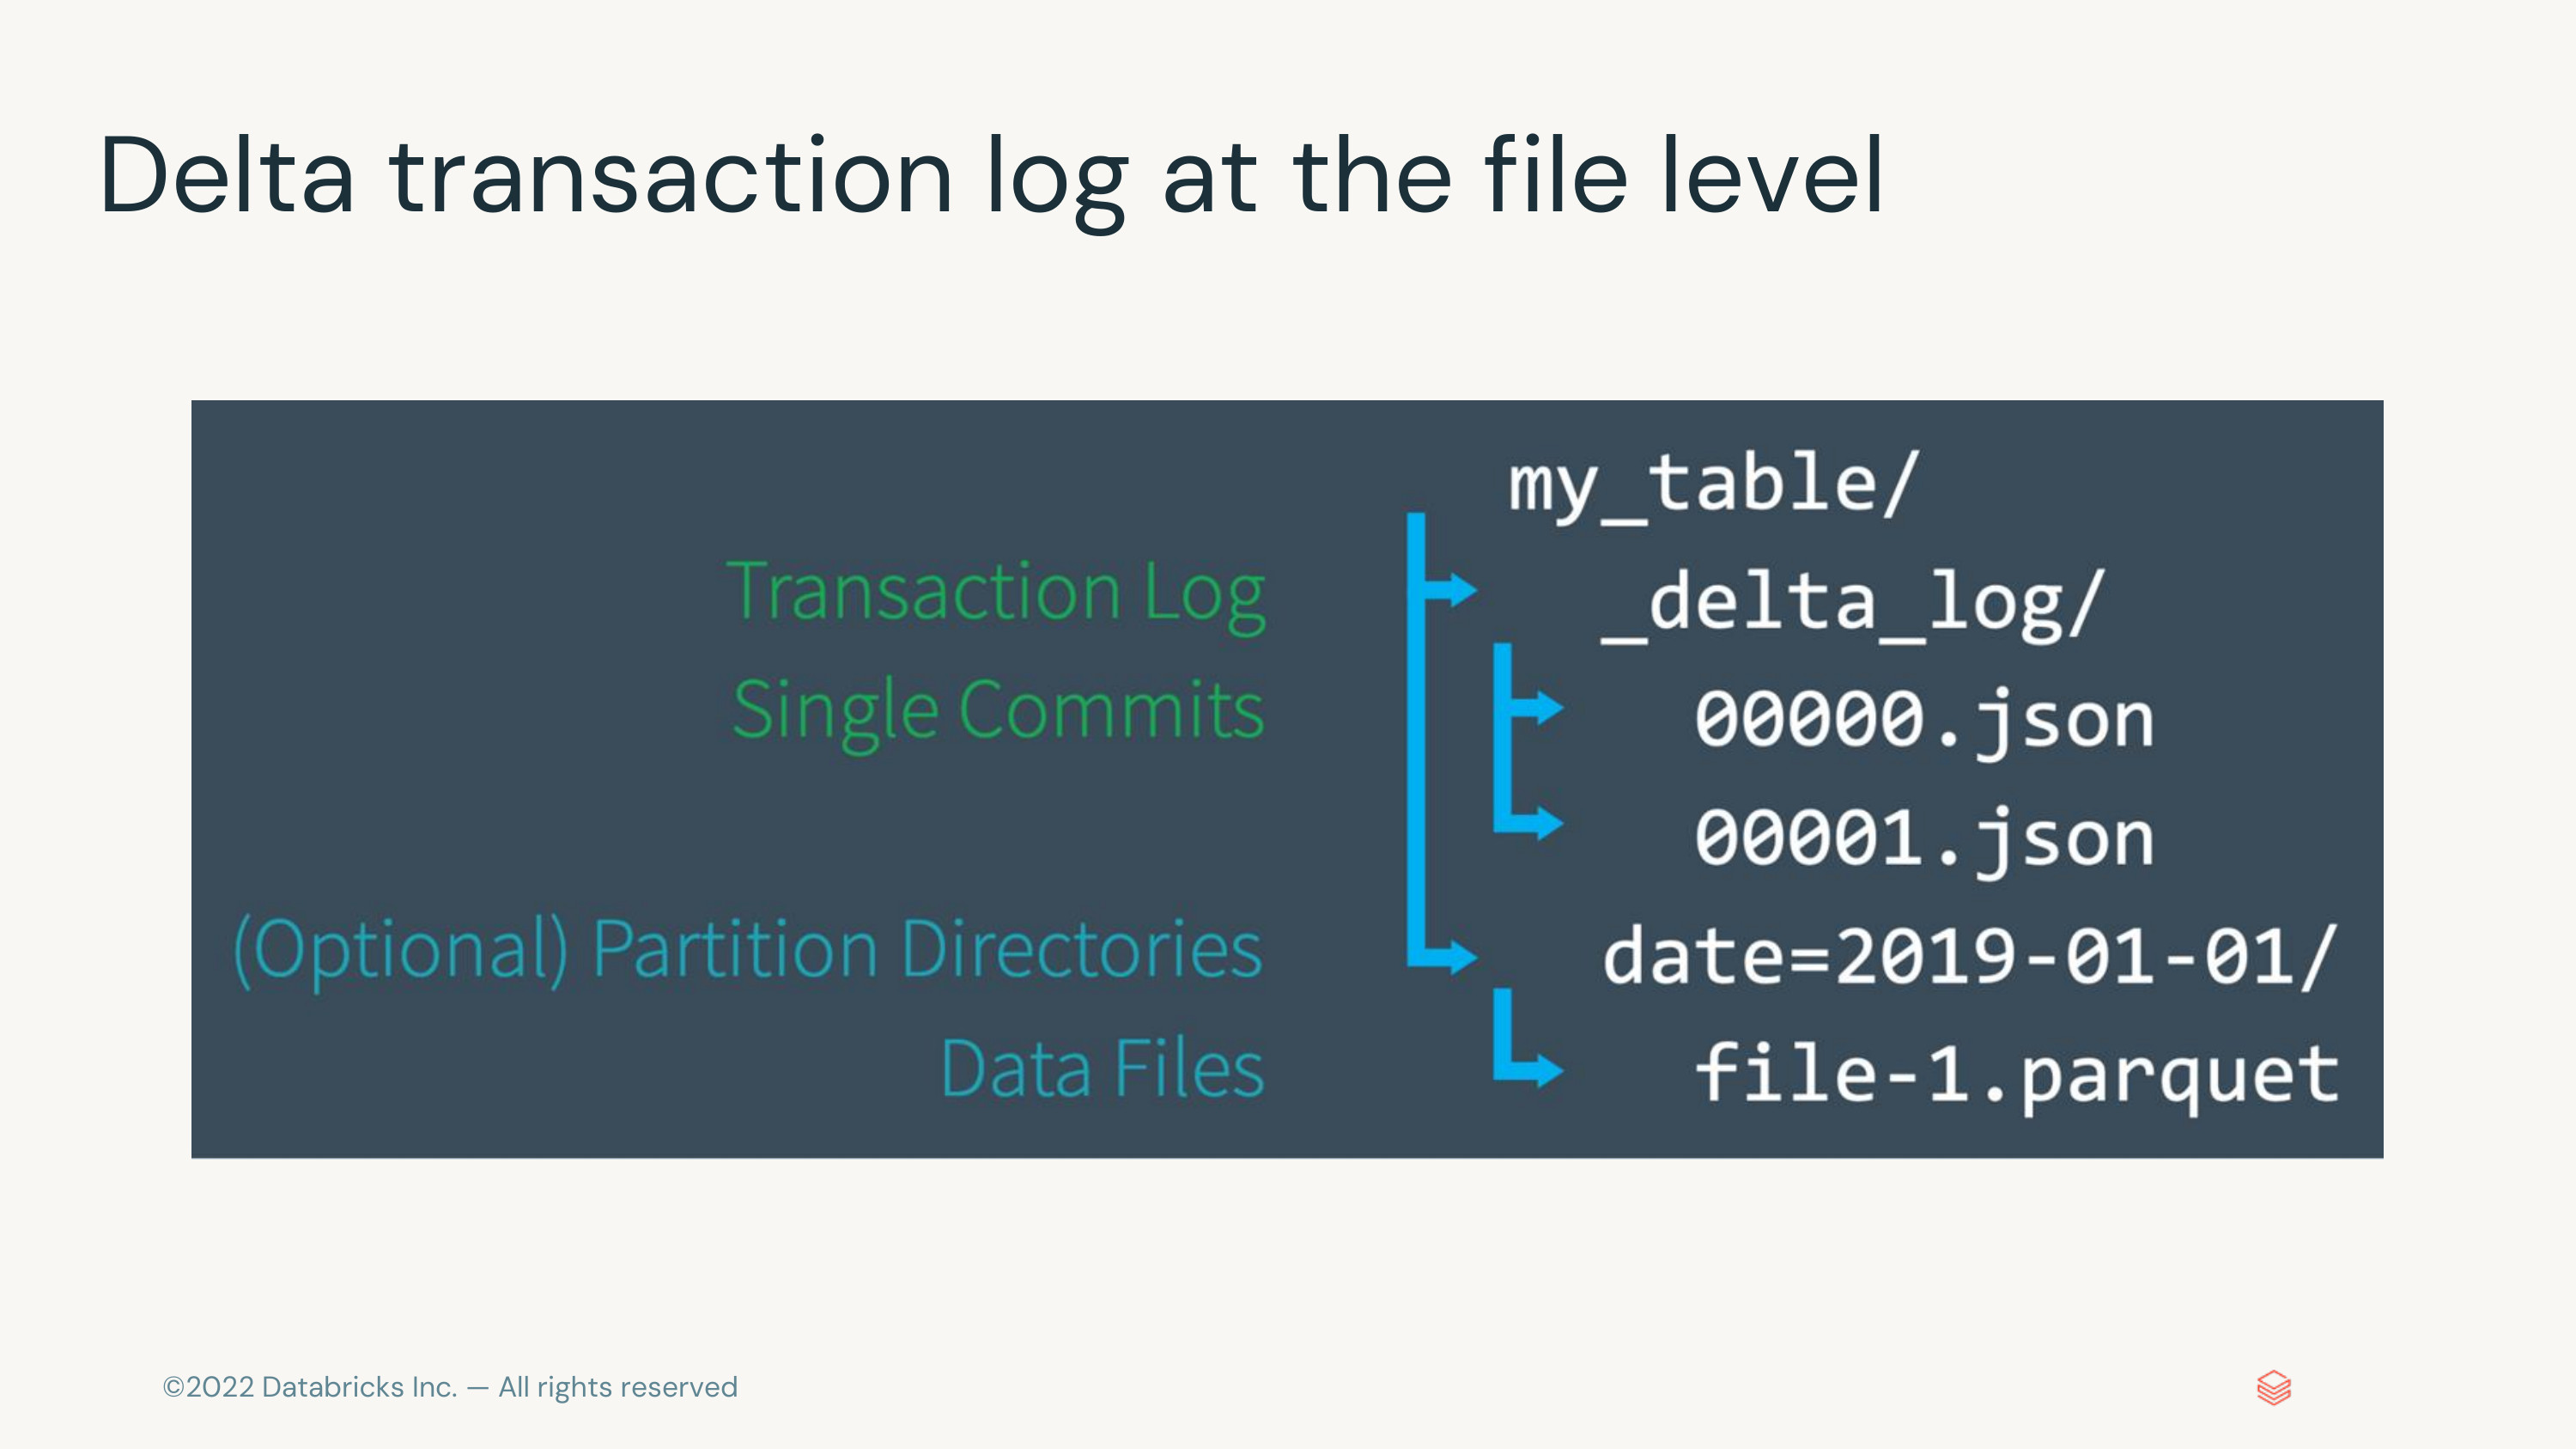 Delta transaction log at the file level
my_table/
Transaction Log _delta_log/
Single Commits 00000.json
00001.json
(Optional) Partition Directories date=2019-01-01/
Data Files file-1.parquet
©2022 Databricks Inc. — All rights reserved